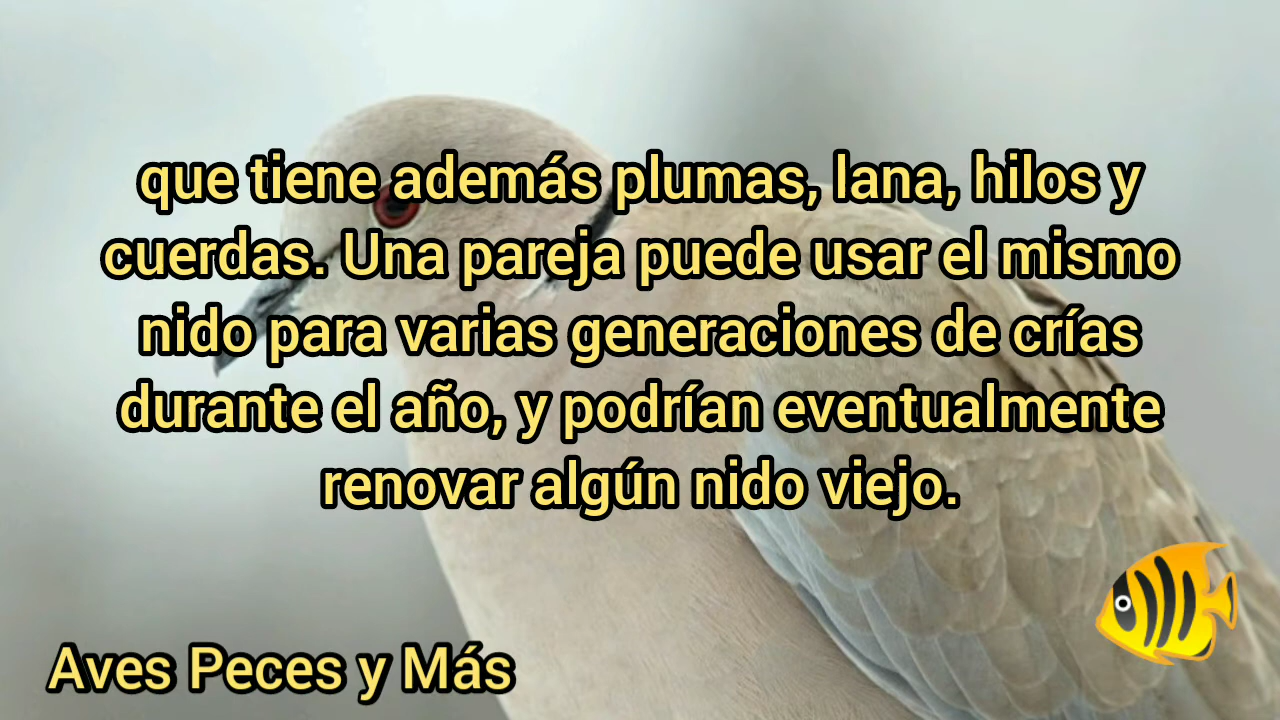 que tiene además plumas, lana, hilos y
cuerdas. Una pareja puede usar el mismo
nido para varias generaciones de crías
durante el año, y podrían eventualmente
renovar algún nido viejo.
Aves Peces y Más